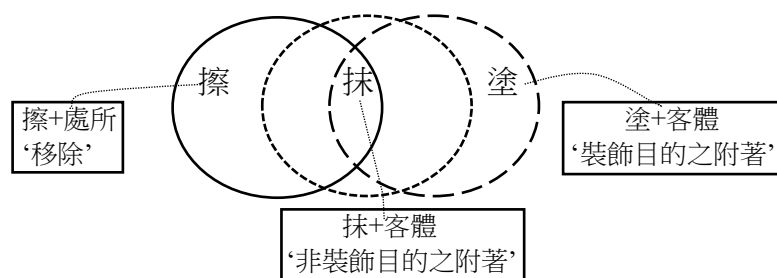 擦
抹
塗
擦+處所
‘移除’
塗+客體
‘裝飾目的之附著’
抹+客體
‘非裝飾目的之附著’